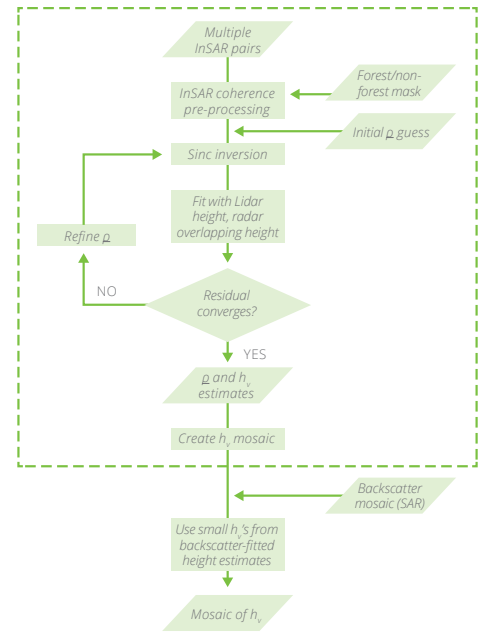 Multiple
InSAR pairs
Forest/non-
forest mask
InSAR coherence
pre-processing
Initial p guess
Sinc inversion
Fit with Lidar
height, radar
overlapping height
Refine p
NO
Residual
converges?
YES
p and hv
estimates
Create hv mosaic
Backscatter
mosaic (SAR)
Use small hv's from
backscatter-fitted
height estimates
Mosaic of hv